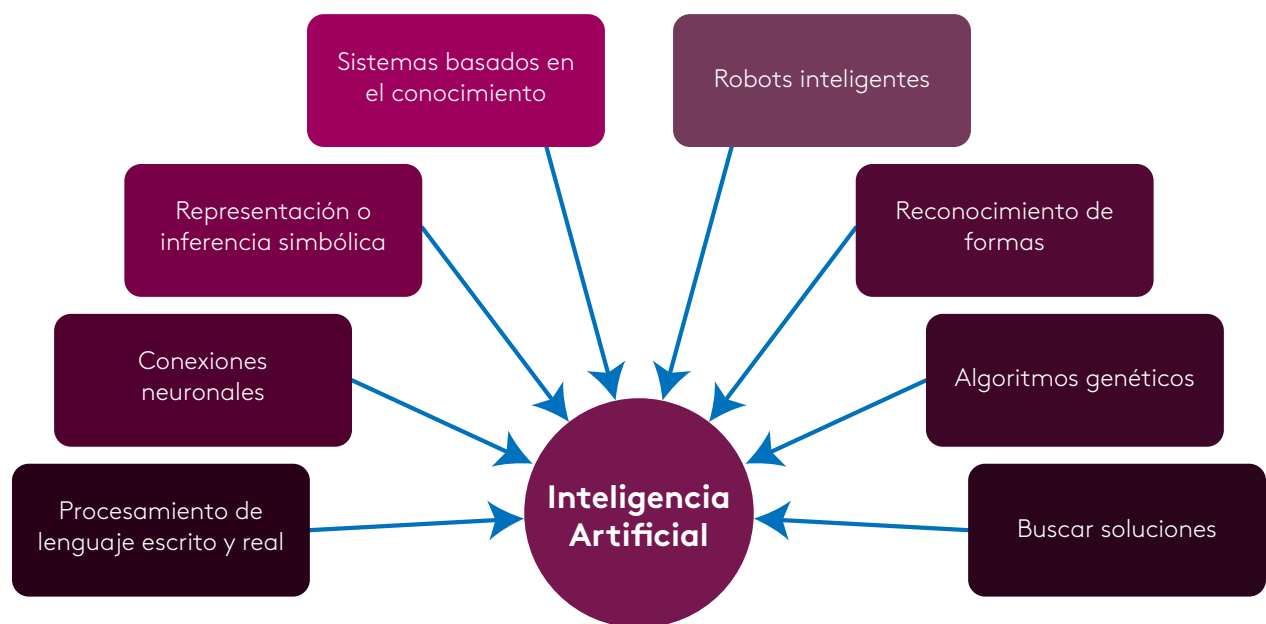 Sistemas basados en
el conocimiento
Robots inteligentes
Representación o
inferencia simbólica
Reconocimiento de
formas
Conexiones
neuronales
Algoritmos genéticos
Procesamiento de
lenguaje escrito y real
Inteligencia
Artificial
Buscar soluciones